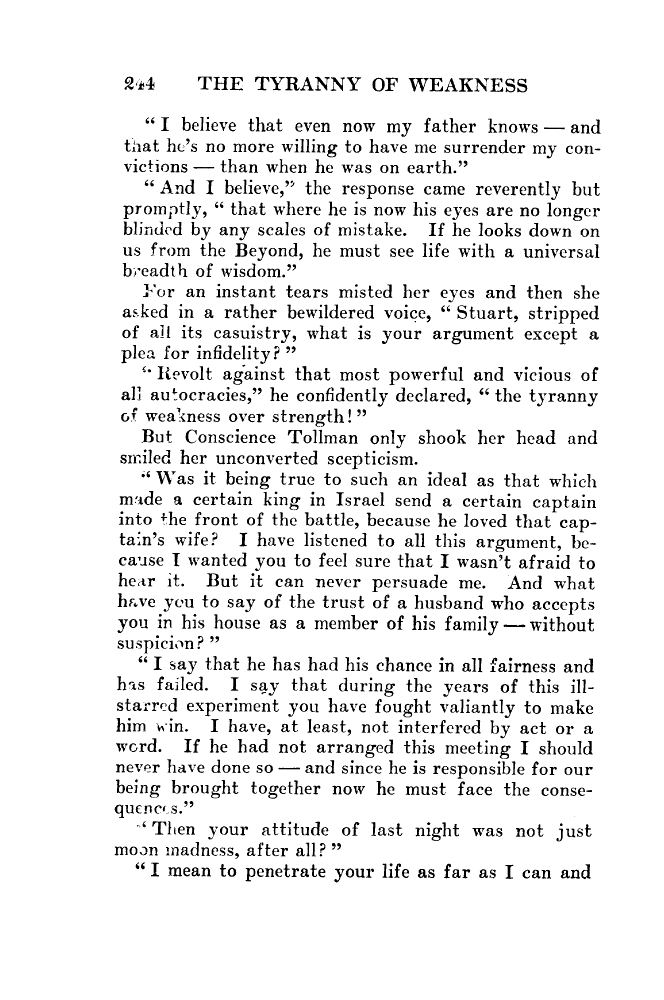 244 THE TYRANNY OF WEAKNESS
“ I believe that even now my father knows — and
that he’s no more willing to have me surrender my con-
victions — than when he was on earth.”
“ And I believe,” the response came reverently but
promptly, “ that where he is now his eyes are no longer
blinded by any scales of mistake. If he looks down on
us from the Beyond, he must see life with a universal
breadth of wisdom.”
For an instant tears misted her eyes and then she
asked in a rather bewildered voice, “ Stuart, stripped
of all its casuistry, what is your argument except a
plea for infidelity? ”
“ Revolt against that most powerful and vicious of
all autocracies,” he confidently declared, “ the tyranny
of weakness over strength! ”
But Conscience Tollman only shook her head and
smiled her unconverted scepticism.
“ Was it being true to such an ideal as that which
made a certain king in Israel send a certain captain
into the front of the battle, because he loved that cap-
tain’s wife? I have listened to all this argument, be-
cause I wanted you to feel sure that I wasn’t afraid to
hear it. But it can never persuade me. And what
have you to say of the trust of a husband who accepts
you in his house as a member of his family — without
suspicion? ”
“ I say that he has had his chance in all fairness and
has failed. I say that during the years of this ill-
starred experiment you have fought valiantly to make
him win. I have, at least, not interfered by act or a
word. If he had not arranged this meeting I should
never have done so — and since he is responsible for our
being brought together now he must face the conse-
quences.”
“ Then your attitude of last night was not just
moon madness, after all? ”
“ I mean to penetrate your life as far as I can and